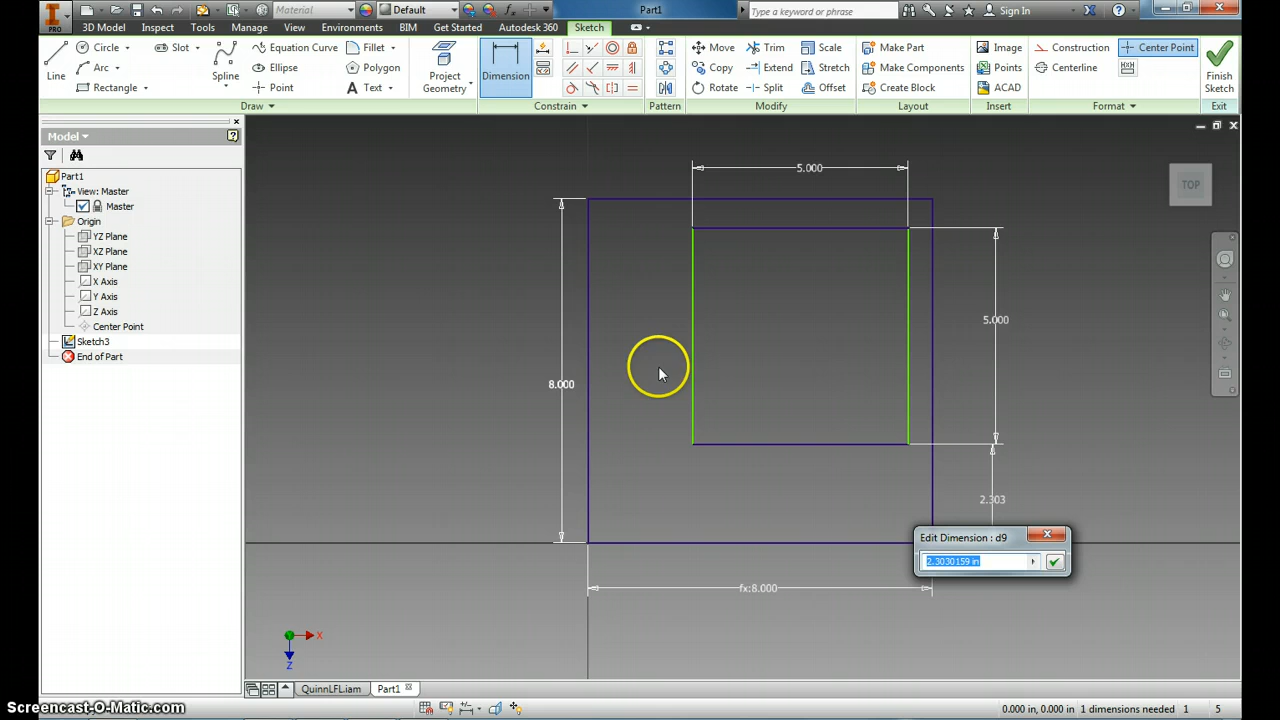 PRO
Material
Default
Part1
Type a keyword or phrase
Sign In
3D Model Inspect Tools Manage View Environments BIM Get Started Autodesk 360 Sketch
Line
Circle
Arc
Rectangle
Slot
Spline
Equation Curve
Ellipse
Point
Fillet
Polygon
Text
Project Geometry
Dimension
Move
Copy
Rotate
Trim
Extend
Split
Scale
Stretch
Offset
Make Part
Make Components
Create Block
Image
Points
ACAD
Construction
Centerline
Center Point
Finish Sketch
Draw Constrain Pattern Modify Layout Insert Format Exit
Model
Part1
View: Master
Master
Origin
YZ Plane
XZ Plane
XY Plane
X Axis
Y Axis
Z Axis
Center Point
Sketch3
End of Part
5.000
TOP
5.000
8.000
2.303
Edit Dimension : d9
2.3030159 in
fx:8.000
X
Z
QuinnLFL.iam Part1
Screencast-O-Matic.com
0.000 in, 0.000 in 1 dimensions needed 1 5